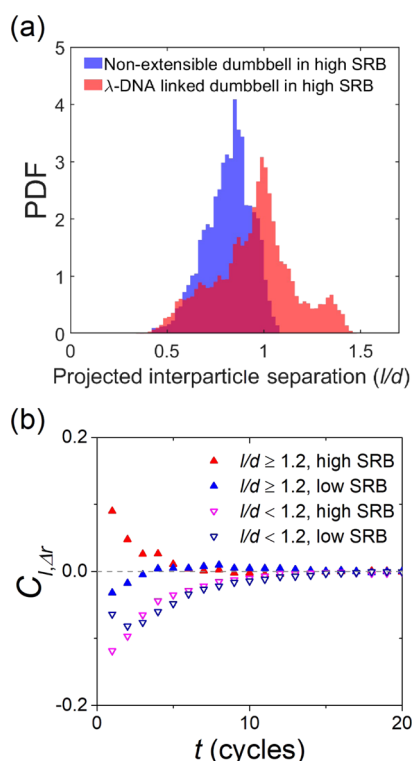 (a)
5
4
3
2
1
0
PDF
Non-extensible dumbbell in high SRB
λ-DNA linked dumbbell in high SRB
0 0.5 1 1.5
Projected interparticle separation (l/d)
(b)
0.2
0.0
-0.2
C l,Δr
l/d ≥ 1.2, high SRB
l/d ≥ 1.2, low SRB
l/d < 1.2, high SRB
l/d < 1.2, low SRB
0 10 20
t (cycles)